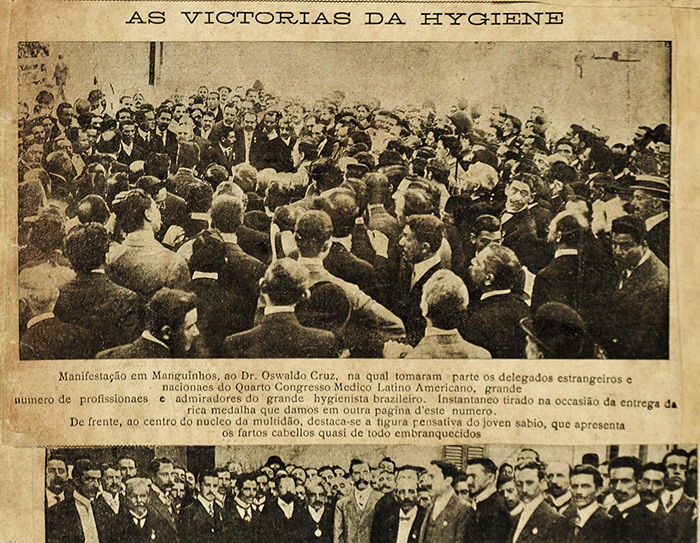 AS VICTORIAS DA HYGIENE
Manifestação em Manguinhos, ao Dr. Oswaldo Cruz, na qual tomaram parte os delegados estrangeiros e
nacionaes do Quarto Congresso Medico Latino Americano, grande
numero de profissionaes e admiradores do grande hygienista brazileiro. Instantaneo tirado na occasião da entrega da
rica medalha que damos em outra pagina d'este numero.
De frente, ao centro do nucleo da multidão, destaca-se a figura pensativa do joven sabio, que apresenta
os fartos cabellos quasi de todo embranquecidos